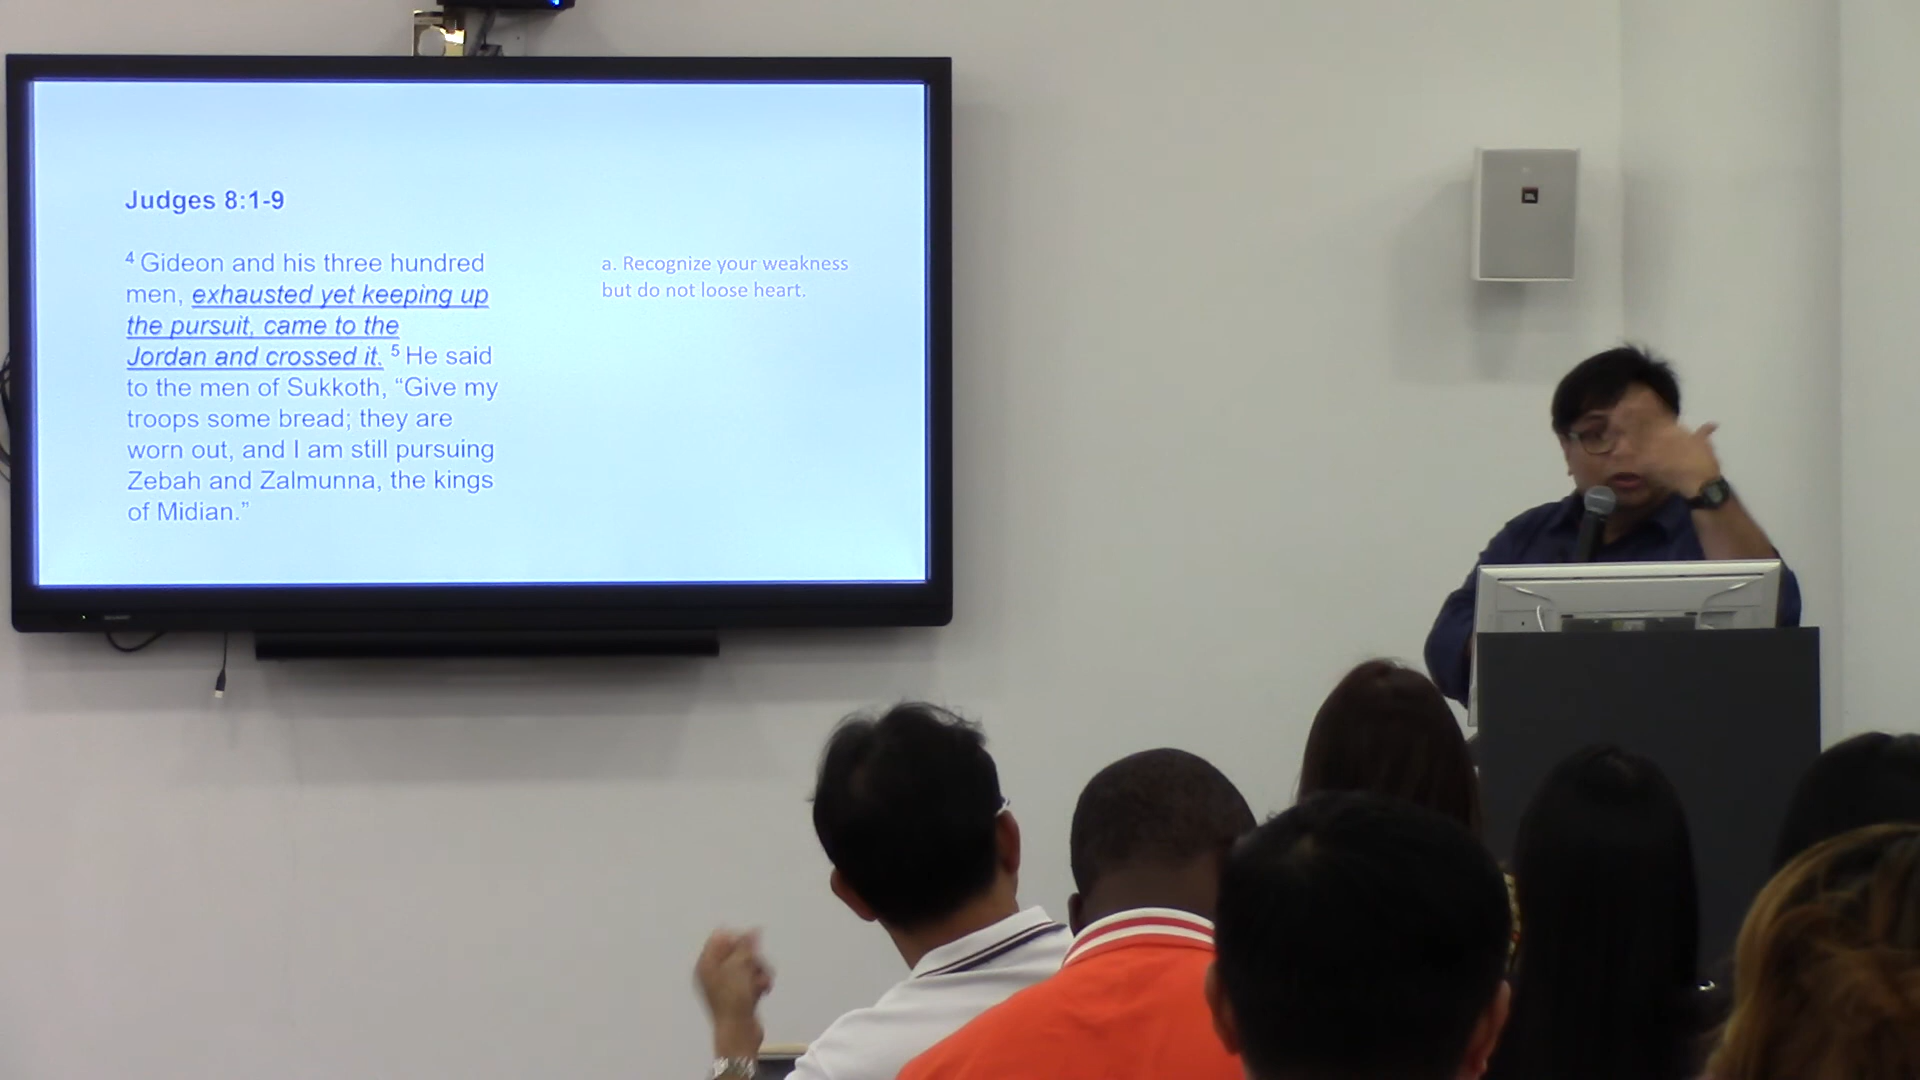 Judges 8:1-9
4 Gideon and his three hundred
men, exhausted yet keeping up
the pursuit, came to the
Jordan and crossed it. 5 He said
to the men of Sukkoth, “Give my
troops some bread; they are
worn out, and I am still pursuing
Zebah and Zalmunna, the kings
of Midian.”
a. Recognize your weakness
but do not loose heart.
JBL